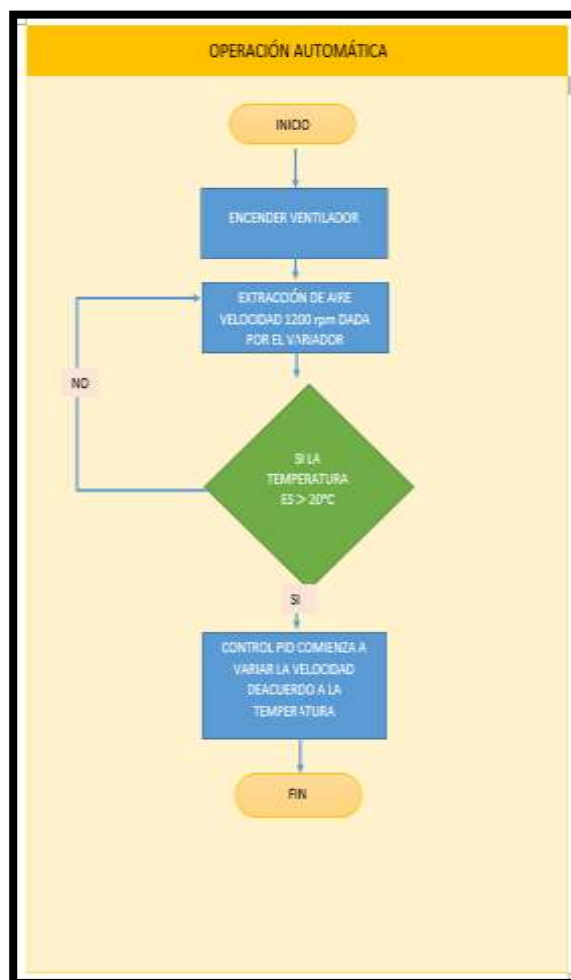 OPERACIÓN AUTOMÁTICA
INICIO
ENCENDER VENTILADOR
EXTRACCIÓN DE AIRE
VELOCIDAD 1200 rpm DADA
POR EL VARIADOR
NO
SI LA
TEMPERATURA
ES > 20°C
SI
CONTROL PID COMIENZA A
VARIAR LA VELOCIDAD
DEACUERDO A LA
TEMPERATURA
FIN